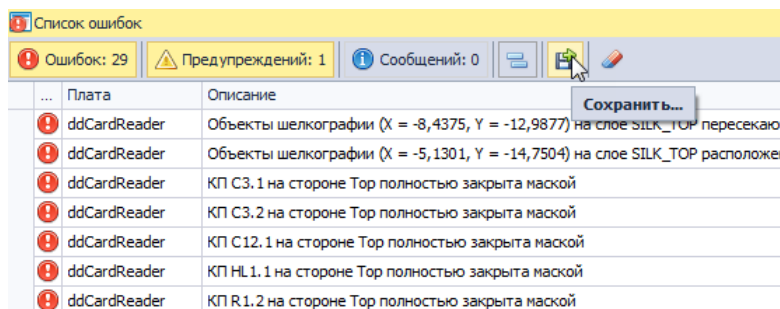 Список ошибок
Ошибок: 29 Предупреждений: 1 Сообщений: 0
... Плата Описание
Сохранить...
ddCardReader Объекты шелкографии (X = -8,4375, Y = -12,9877) на слое SILK_TOP пересекаю
ddCardReader Объекты шелкографии (X = -5,1301, Y = -14,7504) на слое SILK_TOP расположе
ddCardReader КП C3.1 на стороне Top полностью закрыта маской
ddCardReader КП C3.2 на стороне Top полностью закрыта маской
ddCardReader КП C12.1 на стороне Top полностью закрыта маской
ddCardReader КП HL1.1 на стороне Top полностью закрыта маской
ddCardReader КП R1.2 на стороне Top полностью закрыта маской